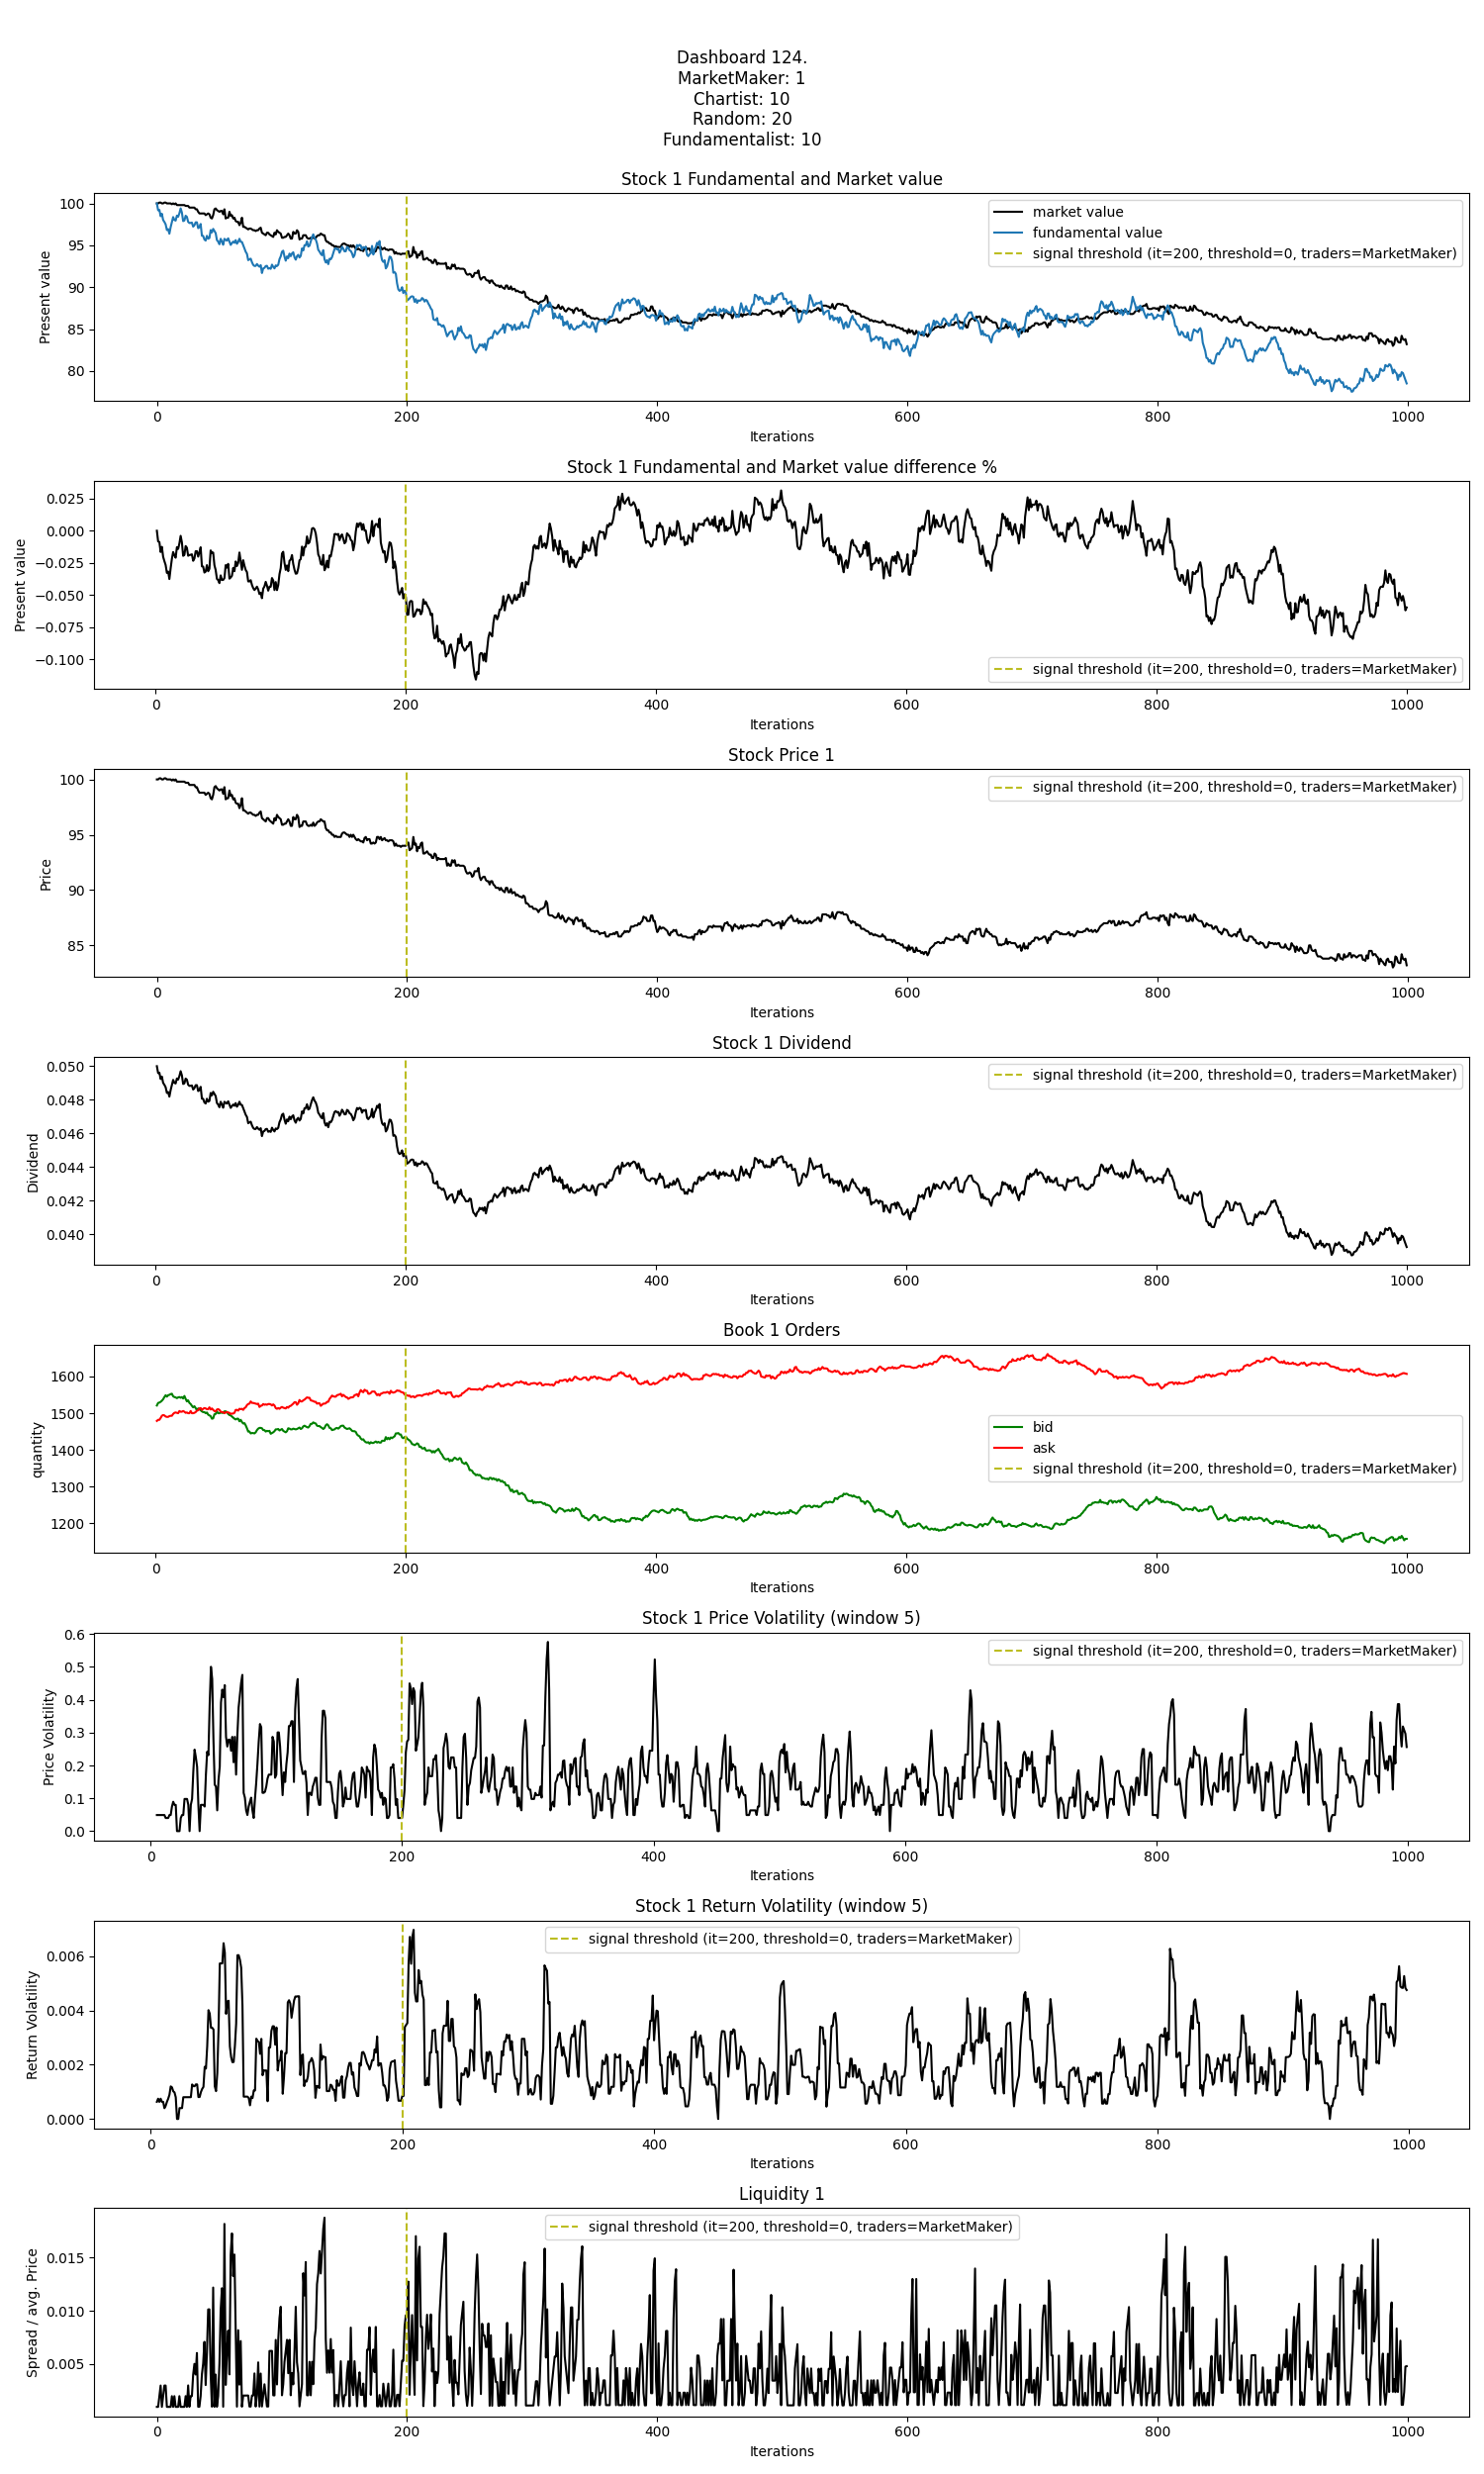 Dashboard 124.
MarketMaker: 1
Chartist: 10
Random: 20
Fundamentalist: 10
Stock 1 Fundamental and Market value
Present value
100
95
90
85
80
market value
fundamental value
signal threshold (it=200, threshold=0, traders=MarketMaker)
0 200 400 600 800 1000
Iterations
Stock 1 Fundamental and Market value difference %
Present value
0.025
0.000
−0.025
−0.050
−0.075
−0.100
signal threshold (it=200, threshold=0, traders=MarketMaker)
0 200 400 600 800 1000
Iterations
Stock Price 1
Price
100
95
90
85
signal threshold (it=200, threshold=0, traders=MarketMaker)
0 200 400 600 800 1000
Iterations
Stock 1 Dividend
Dividend
0.050
0.048
0.046
0.044
0.042
0.040
signal threshold (it=200, threshold=0, traders=MarketMaker)
0 200 400 600 800 1000
Iterations
Book 1 Orders
quantity
1600
1500
1400
1300
1200
bid
ask
signal threshold (it=200, threshold=0, traders=MarketMaker)
0 200 400 600 800 1000
Iterations
Stock 1 Price Volatility (window 5)
Price Volatility
0.6
0.5
0.4
0.3
0.2
0.1
0.0
signal threshold (it=200, threshold=0, traders=MarketMaker)
0 200 400 600 800 1000
Iterations
Stock 1 Return Volatility (window 5)
Return Volatility
0.006
0.004
0.002
0.000
signal threshold (it=200, threshold=0, traders=MarketMaker)
0 200 400 600 800 1000
Iterations
Liquidity 1
Spread / avg. Price
0.015
0.010
0.005
signal threshold (it=200, threshold=0, traders=MarketMaker)
0 200 400 600 800 1000
Iterations